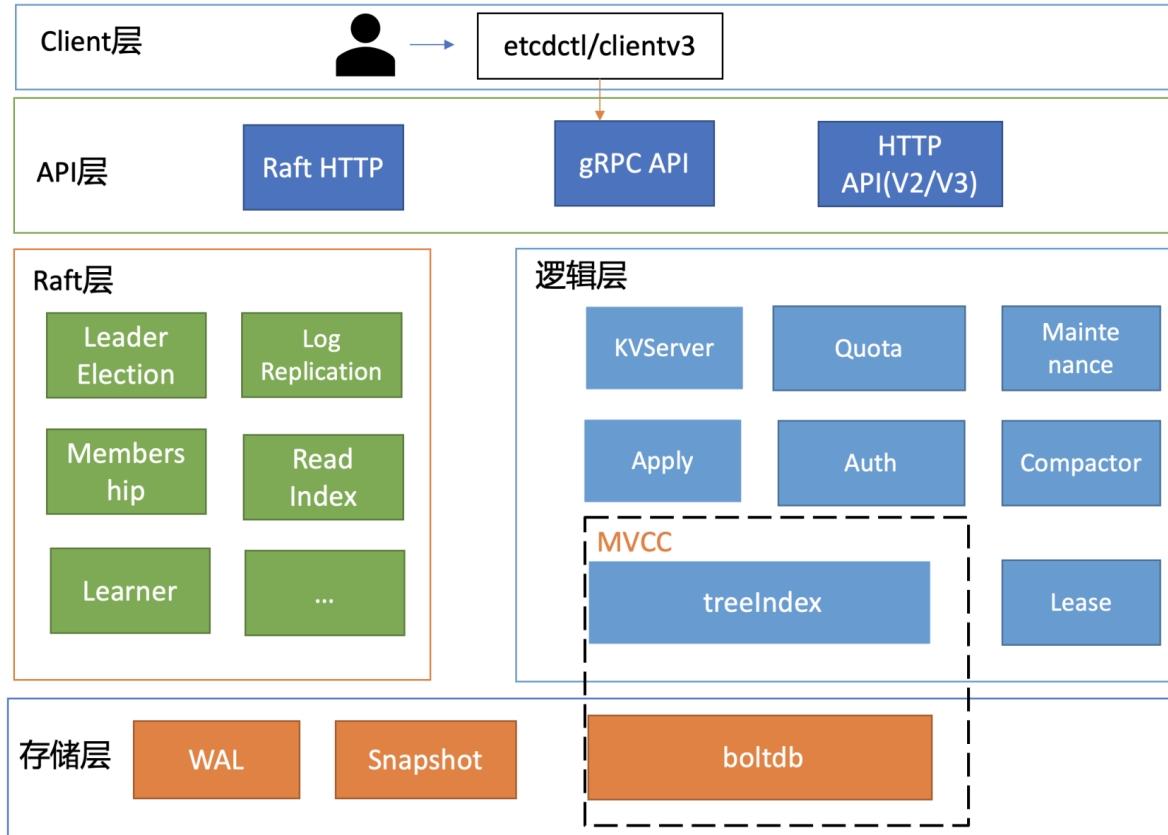 Client层
etcdctl/clientv3
API层
Raft HTTP
gRPC API
HTTP
API(V2/V3)
Raft层
Leader
Election
Log
Replication
Members
hip
Read
Index
Learner
...
逻辑层
KVServer
Quota
Mainte
nance
Apply
Auth
Compactor
MVCC
treeIndex
Lease
存储层
WAL
Snapshot
boltdb